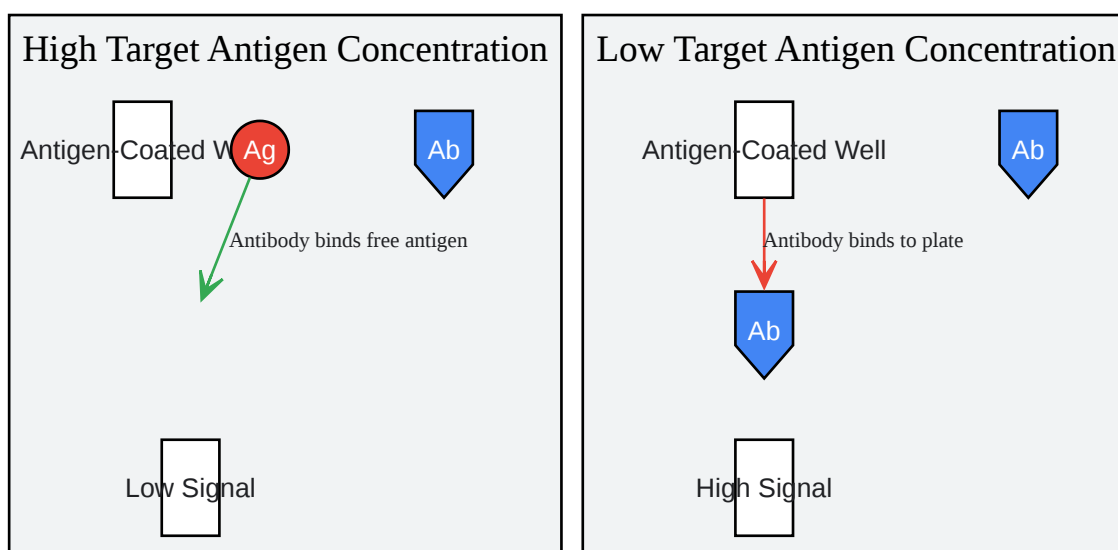 High Target Antigen Concentration
Antigen-Coated W
Ag
Ab
Antibody binds free antigen
Low Signal
Low Target Antigen Concentration
Antigen-Coated Well
Ab
Antibody binds to plate
Ab
High Signal